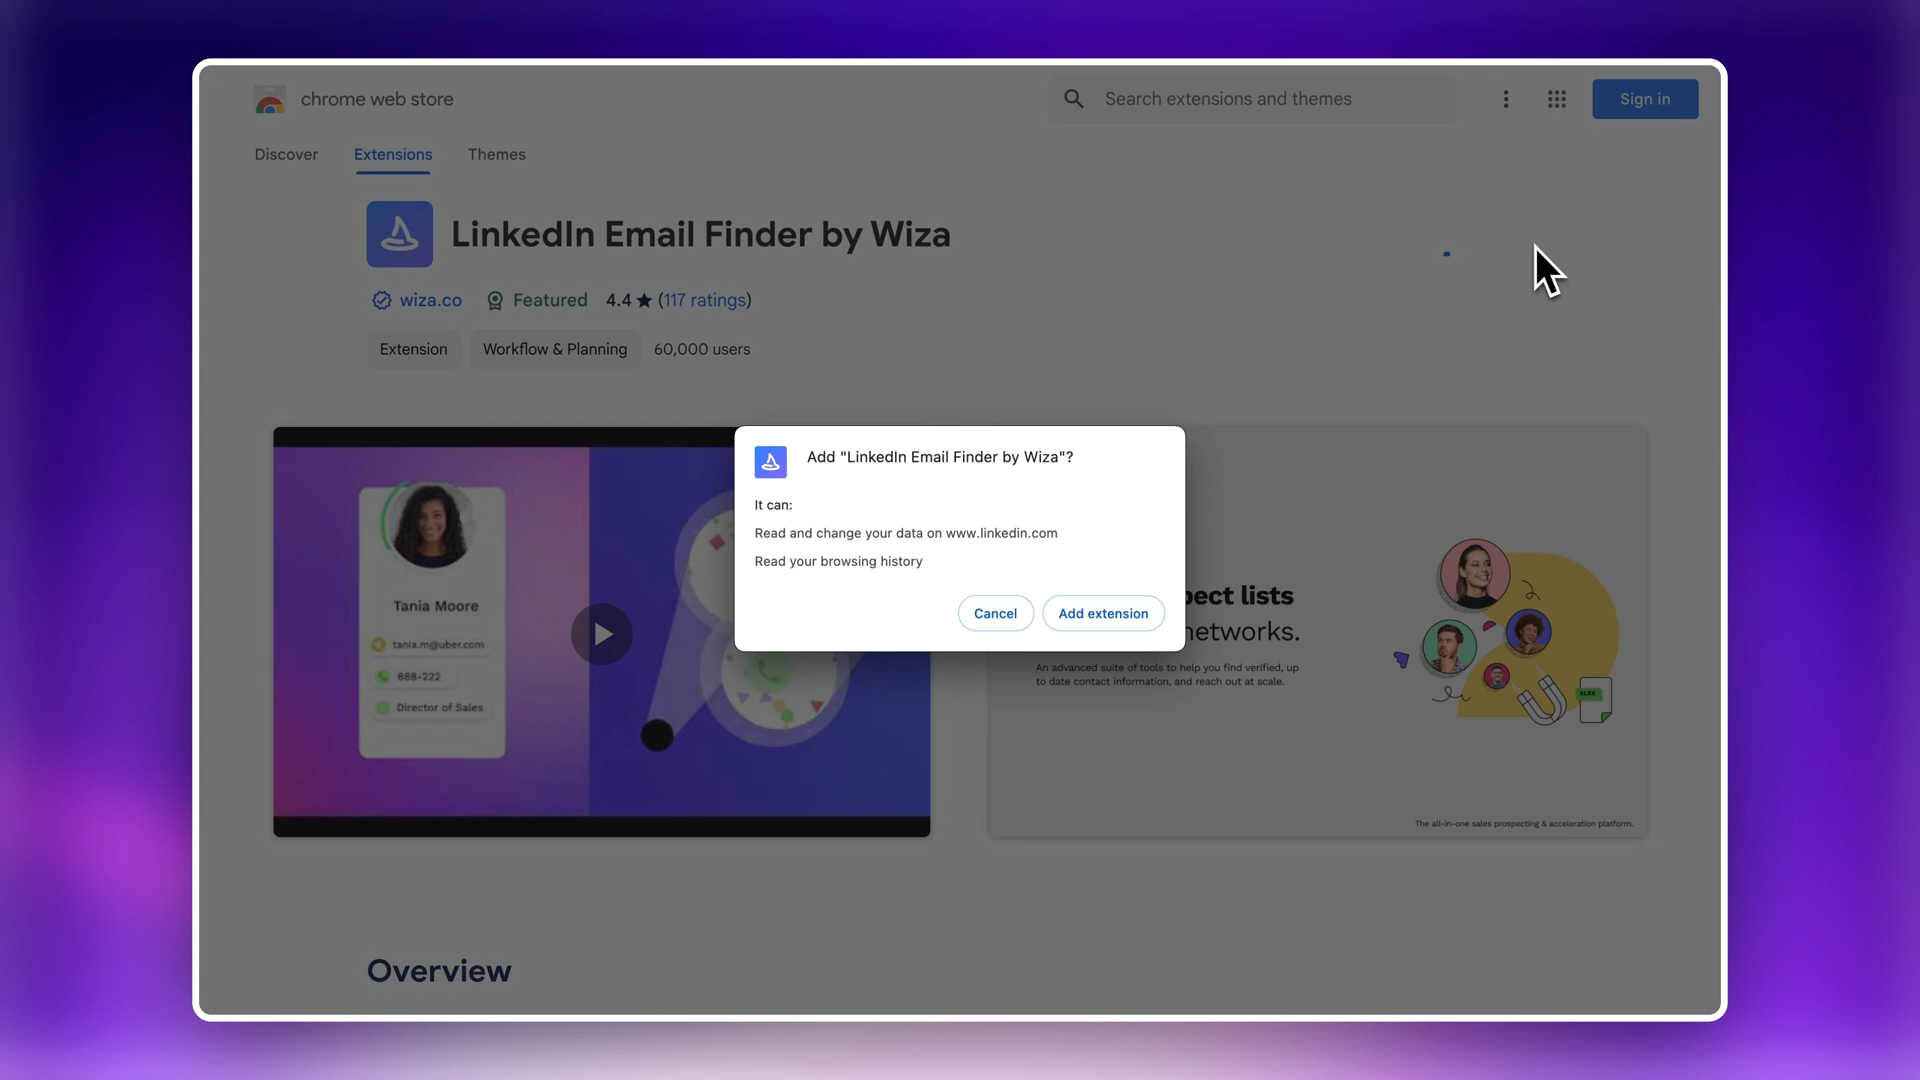 chrome web store
Search extensions and themes
Sign in
Discover
Extensions
Themes
LinkedIn Email Finder by Wiza
wiza.co
Featured
4.4 ★ (117 ratings)
Extension
Workflow & Planning
60,000 users
Add "LinkedIn Email Finder by Wiza"?
It can:
Read and change your data on www.linkedin.com
Read your browsing history
Cancel
Add extension
Tania Moore
tania.m@uber.com
888-222
Director of Sales
lists
networks.
An advanced suite of tools to help you find verified, up
to date contact information, and reach out at scale.
XLSX
The all-in-one sales prospecting & acceleration platform.
Overview